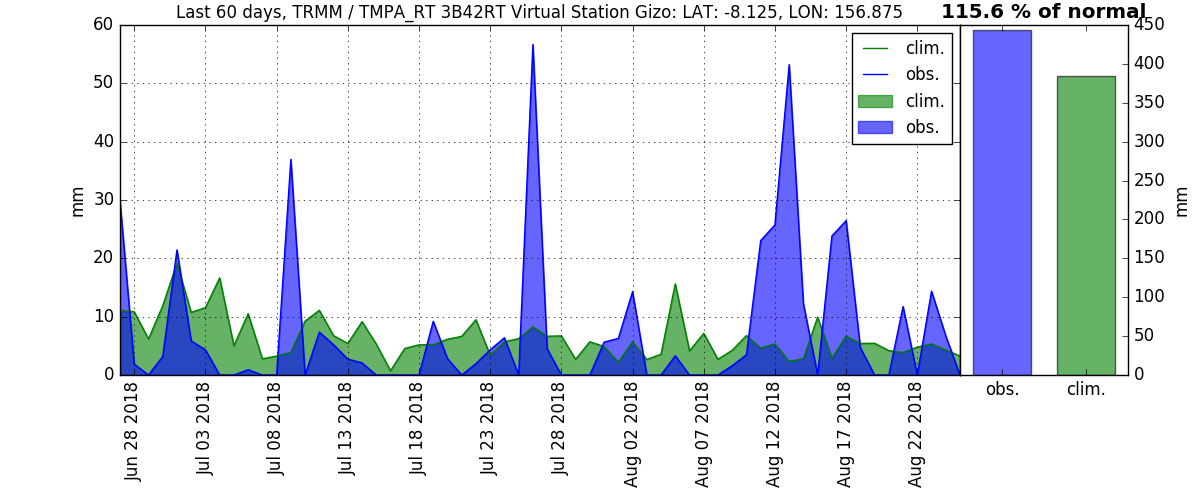 Last 60 days, TRMM / TMPA_RT 3B42RT Virtual Station Gizo: LAT: -8.125, LON: 156.875
115.6 % of normal
60
50
40
30
20
10
0
mm
clim.
obs.
clim.
obs.
Jun 28 2018
Jul 03 2018
Jul 08 2018
Jul 13 2018
Jul 18 2018
Jul 23 2018
Jul 28 2018
Aug 02 2018
Aug 07 2018
Aug 12 2018
Aug 17 2018
Aug 22 2018
450
400
350
300
250
200
150
100
50
0
mm
obs.
clim.